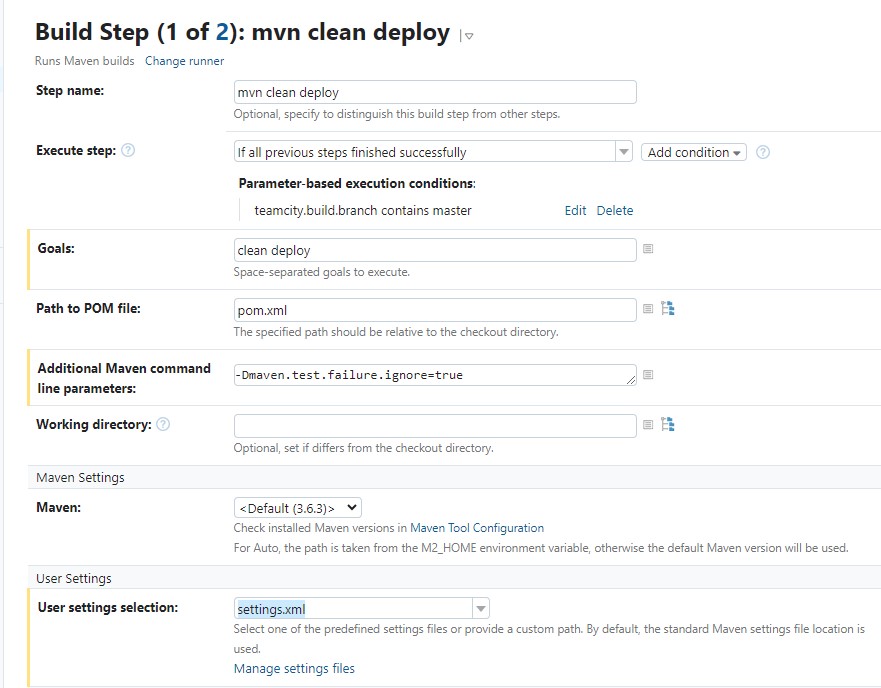 Build Step (1 of 2): mvn clean deploy
Runs Maven builds Change runner
Step name:
mvn clean deploy
Optional, specify to distinguish this build step from other steps.
Execute step:
If all previous steps finished successfully
Add condition
Parameter-based execution conditions:
teamcity.build.branch contains master
Edit Delete
Goals:
clean deploy
Space-separated goals to execute.
Path to POM file:
pom.xml
The specified path should be relative to the checkout directory.
Additional Maven command
line parameters:
-Dmaven.test.failure.ignore=true
Working directory:
Optional, set if differs from the checkout directory.
Maven Settings
Maven:
<Default (3.6.3)>
Check installed Maven versions in Maven Tool Configuration
For Auto, the path is taken from the M2_HOME environment variable, otherwise the default Maven version will be used.
User Settings
User settings selection:
settings.xml
Select one of the predefined settings files or provide a custom path. By default, the standard Maven settings file location is
used.
Manage settings files